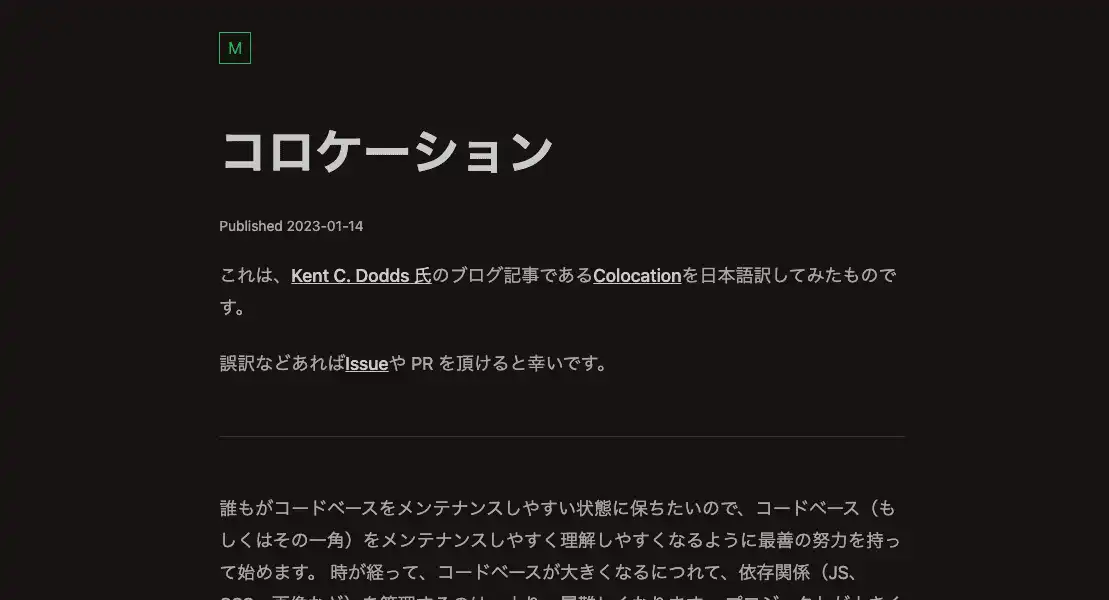 M
コロケーション
Published 2023-01-14
これは、Kent C. Dodds 氏のブログ記事であるColocationを日本語訳してみたもので
す。
誤訳などあればIssueや PR を頂けると幸いです。
誰もがコードベースをメンテナンスしやすい状態に保ちたいので、コードベース（も
しくはその一角）をメンテナンスしやすく理解しやすくなるように最善の努力を持っ
て始めます。 時が経って、コードベースが大きくなるにつれて、依存関係（JS、